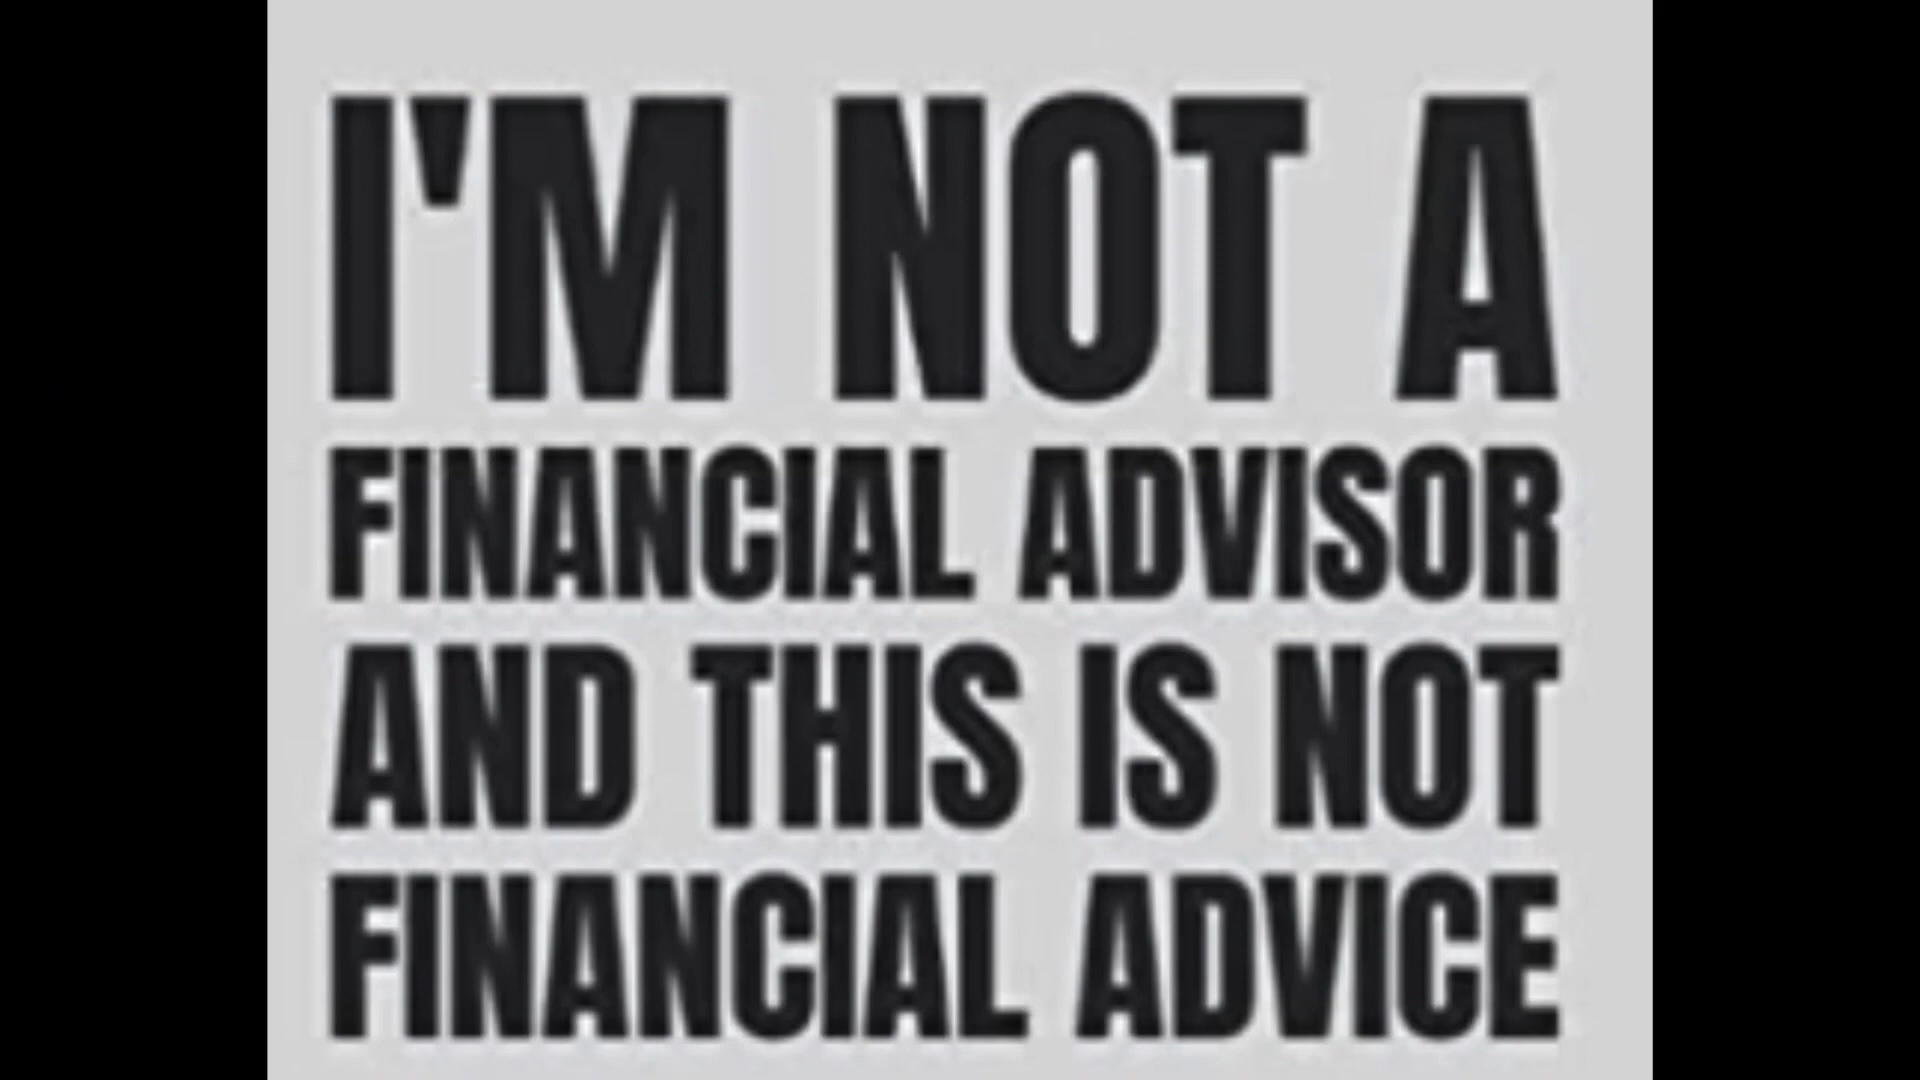 I'M NOT A
FINANCIAL ADVISOR
AND THIS IS NOT
FINANCIAL ADVICE